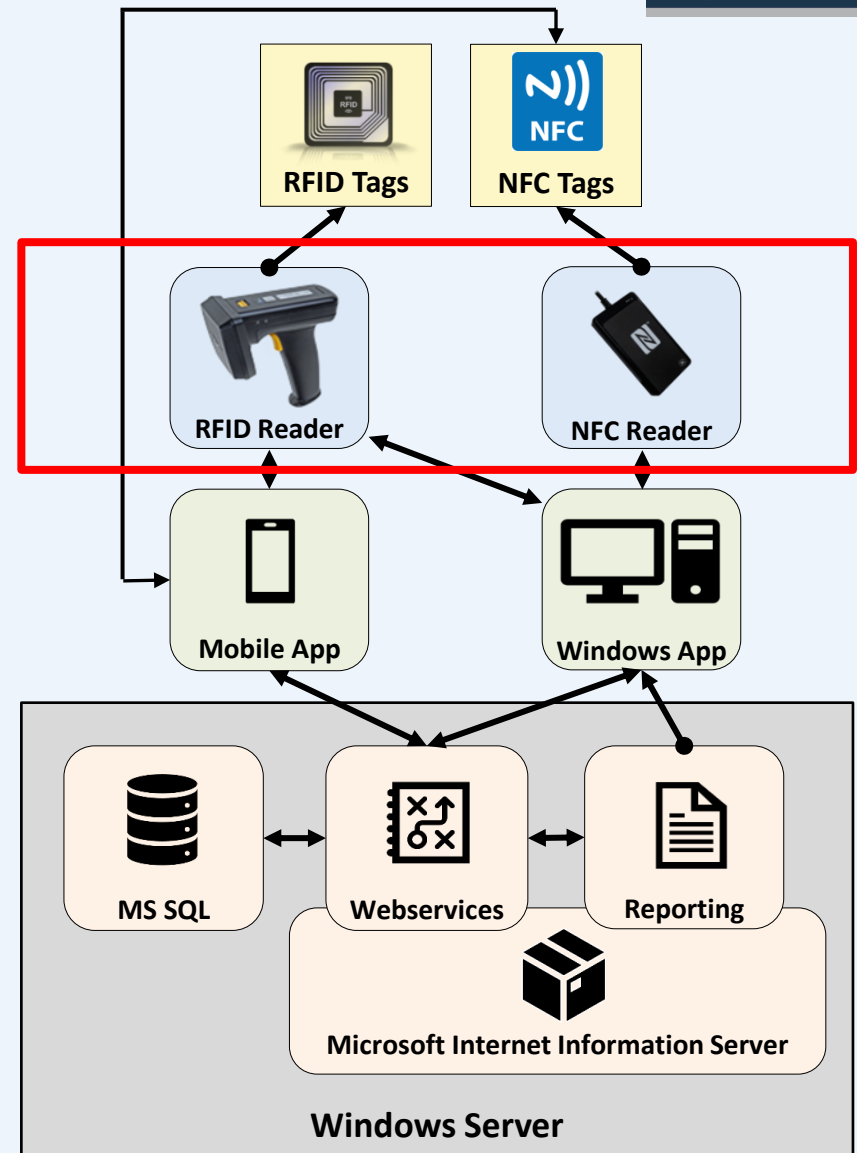 RFID
NFC
RFID Tags
NFC Tags
RFID Reader
NFC Reader
Mobile App
Windows App
MS SQL
Webservices
Reporting
Microsoft Internet Information Server
Windows Server